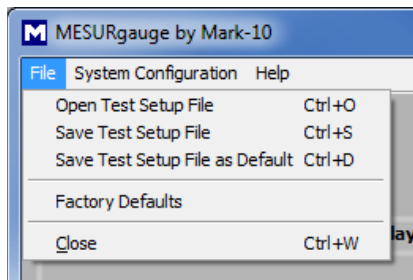 M MESURgauge by Mark-10
File System Configuration Help
Open Test Setup File Ctrl+O
Save Test Setup File Ctrl+S
Save Test Setup File as Default Ctrl+D
Factory Defaults
Close Ctrl+W